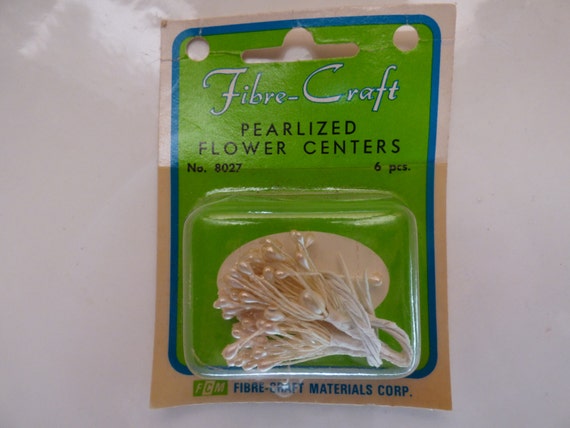 Fibre-Craft
PEARLIZED
FLOWER CENTERS
No. 8027 6 pcs.
FCM FIBRE-CRAFT MATERIALS CORP.